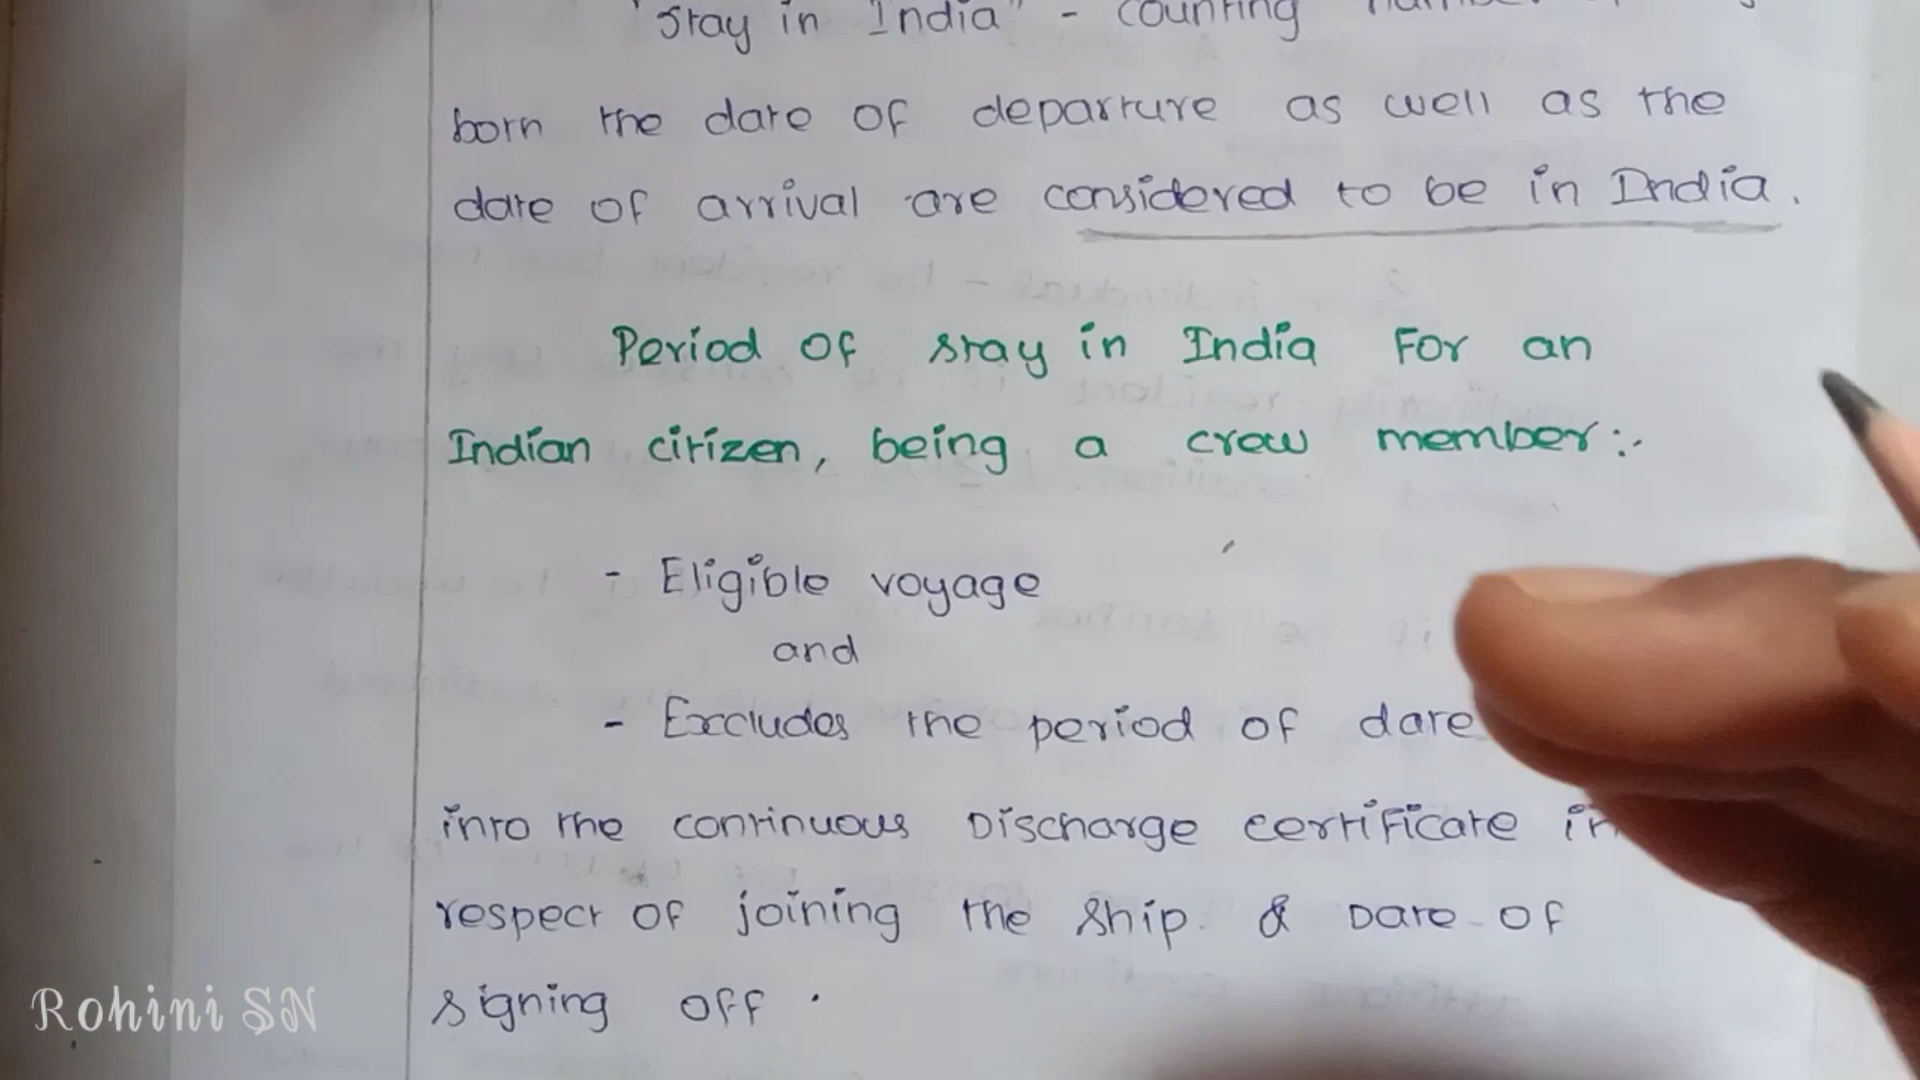 Stay in India" - counting
born the date of departure as well as the
date of arrival are considered to be in India.
Period of stay in India For an
Indian citizen, being a crew member:-
- Eligible voyage
and
- Excludes the period of date
into the continuous Discharge certificate in
respect of joining the ship & Date of
signing off.
Rohini SN